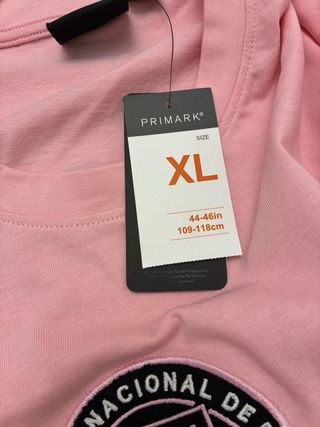 PRIMARK®
SIZE
XL
44-46in
109-118cm
NACIONAL DE